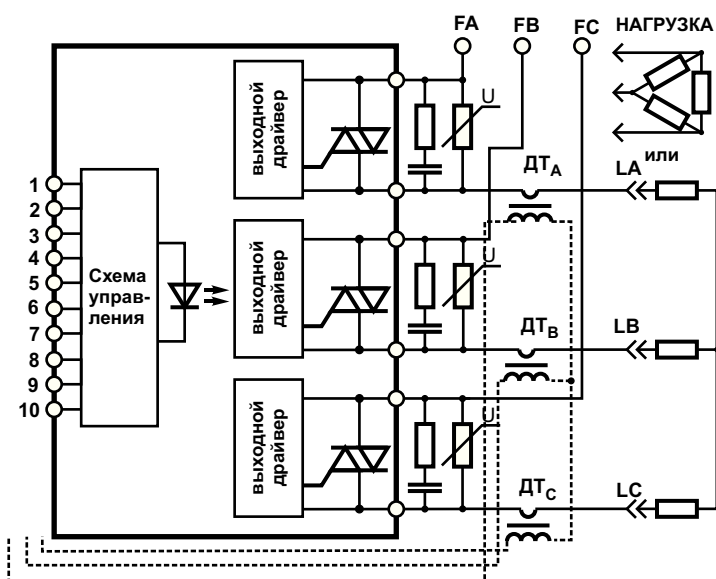 FA
FB
FC
НАГРУЗКА
выходной
драйвер
U
или
ДТA
LA
1
2
3
4
5
6
7
8
9
10
Схема
управ-
ления
выходной
драйвер
U
ДТB
LB
выходной
драйвер
U
ДТC
LC